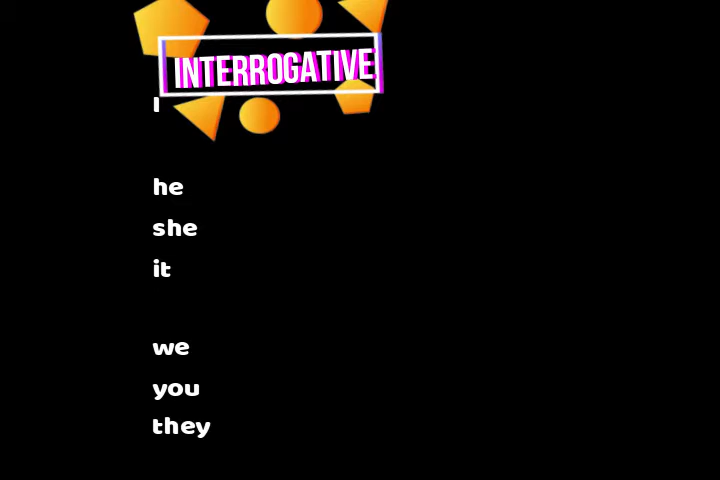 INTERROGATIVE
I
he
she
it
we
you
they